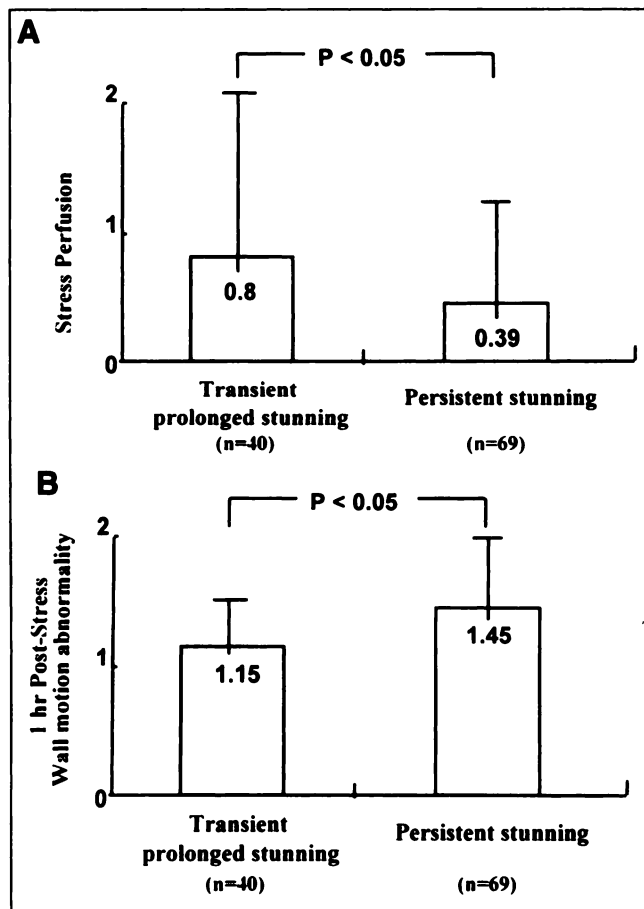 A
P < 0.05
Stress Perfusion
2
1
0
0.8
0.39
Transient
prolonged stunning
(n=40)
Persistent stunning
(n=69)
B
P < 0.05
1 hr Post-Stress
Wall motion abnormality
2
1
0
1.15
1.45
Transient
prolonged stunning
(n=40)
Persistent stunning
(n=69)